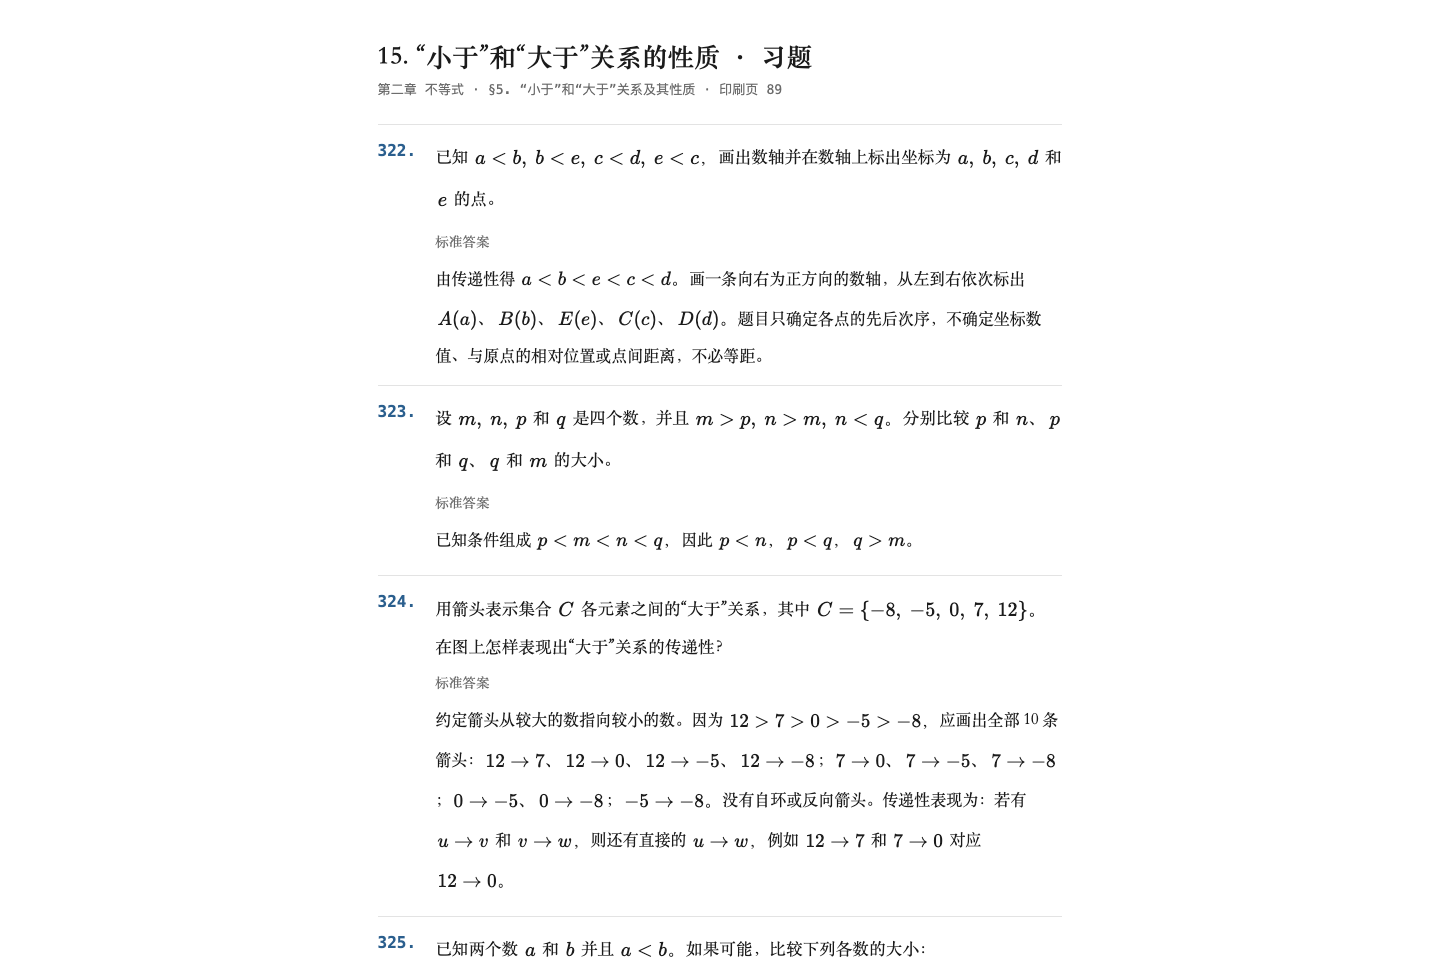 15. “小于”和“大于”关系的性质 · 习题
第二章 不等式 · §5. “小于”和“大于”关系及其性质 · 印刷页 89
322.
已知 a < b, b < e, c < d, e < c，画出数轴并在数轴上标出坐标为 a, b, c, d 和
e 的点。
标准答案
由传递性得 a < b < e < c < d。画一条向右为正方向的数轴，从左到右依次标出
A(a)、B(b)、E(e)、C(c)、D(d)。题目只确定各点的先后次序，不确定坐标数
值、与原点的相对位置或点间距离，不必等距。
323.
设 m, n, p 和 q 是四个数，并且 m > p, n > m, n < q。分别比较 p 和 n、p
和 q、q 和 m 的大小。
标准答案
已知条件组成 p < m < n < q，因此 p < n，p < q，q > m。
324.
用箭头表示集合 C 各元素之间的“大于”关系，其中 C = {−8, −5, 0, 7, 12}。
在图上怎样表现出“大于”关系的传递性？
标准答案
约定箭头从较大的数指向较小的数。因为 12 > 7 > 0 > −5 > −8，应画出全部 10 条
箭头：12 → 7、12 → 0、12 → −5、12 → −8；7 → 0、7 → −5、7 → −8
；0 → −5、0 → −8；−5 → −8。没有自环或反向箭头。传递性表现为：若有
u → v 和 v → w，则还有直接的 u → w，例如 12 → 7 和 7 → 0 对应
12 → 0。
325.
已知两个数 a 和 b 并且 a < b。如果可能，比较下列各数的大小：